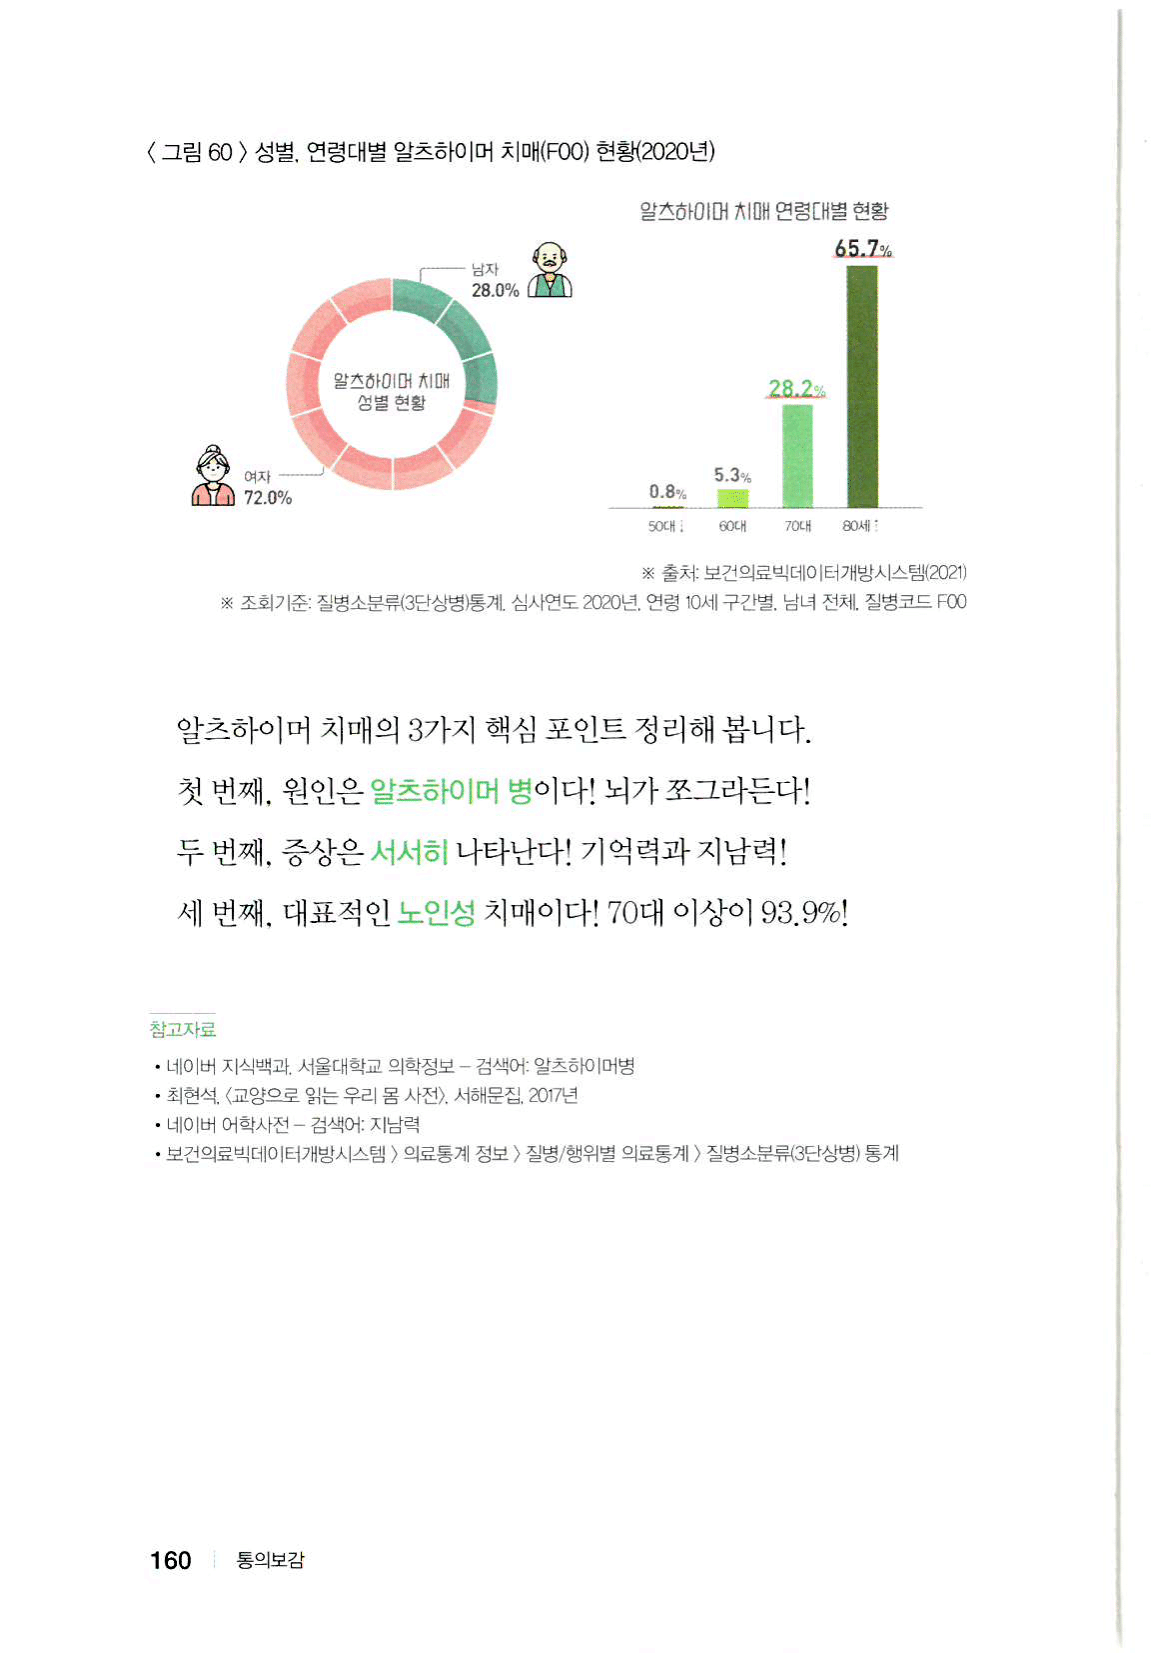 〈 그림 60 〉 성별, 연령대별 알츠하이머 치매(F00) 현황(2020년)
알츠하이머 치매 연령대별 현황
65.7%
남자
28.0%
28.2%
알츠하이머 치매
성별 현황
여자
72.0%
5.3%
0.8%
50대↓ 60대 70대 80세↑
※ 출처: 보건의료빅데이터개방시스템(2021)
※ 조회기준: 질병소분류(3단상병)통계, 심사연도 2020년, 연령 10세 구간별, 남녀 전체, 질병코드 F00
알츠하이머 치매의 3가지 핵심 포인트 정리해 봅니다.
첫 번째, 원인은 알츠하이머 병이다! 뇌가 쪼그라든다!
두 번째, 증상은 서서히 나타난다! 기억력과 지남력!
세 번째, 대표적인 노인성 치매이다! 70대 이상이 93.9%!
참고자료
• 네이버 지식백과, 서울대학교 의학정보 – 검색어: 알츠하이머병
• 최현석, 〈교양으로 읽는 우리 몸 사전〉, 서해문집, 2017년
• 네이버 어학사전 – 검색어: 지남력
• 보건의료빅데이터개방시스템 〉 의료통계 정보 〉 질병/행위별 의료통계 〉 질병소분류(3단상병) 통계
160 | 통의보감